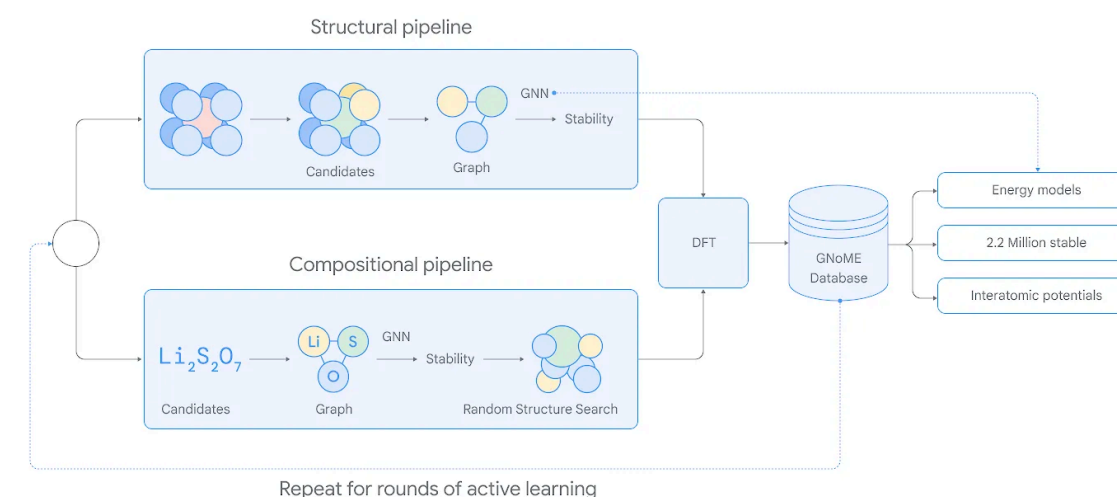 Structural pipeline
GNN
Stability
Candidates
Graph
Energy models
DFT
2.2 Million stable
GNoME
Database
Compositional pipeline
Interatomic potentials
Li₂S₂O₇
Li
S
O
GNN
Stability
Candidates
Graph
Random Structure Search
Repeat for rounds of active learning